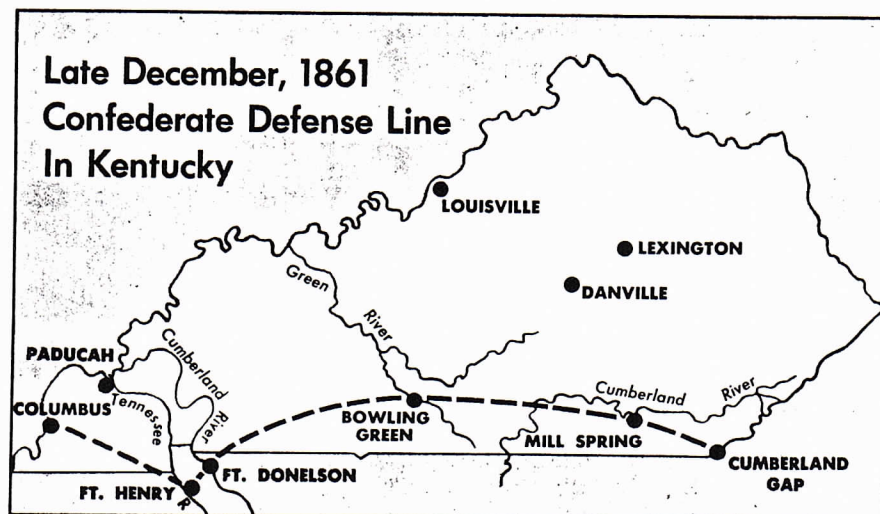 Late December, 1861
Confederate Defense Line
In Kentucky
LOUISVILLE
LEXINGTON
DANVILLE
Green
River
PADUCAH
Cumberland
River
COLUMBUS
Tennessee
R
BOWLING
GREEN
Cumberland
River
MILL SPRING
CUMBERLAND
GAP
FT. DONELSON
FT. HENRY